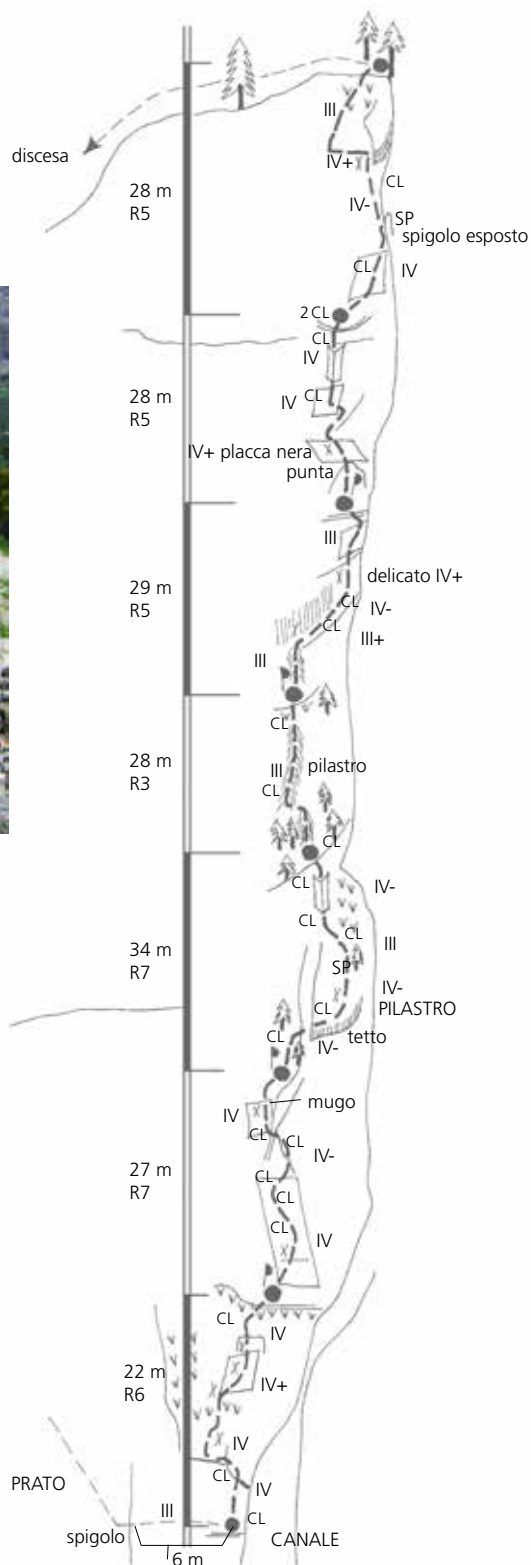 discesa
III
IV+
CL
28 m
R5
IV-
SP
spigolo esposto
CL
IV
2 CL
CL
IV
28 m
R5
IV
CL
IV+ placca nera
punta
III
delicato IV+
29 m
R5
CL
IV-
CL
III+
III
CL
28 m
R3
III
pilastro
CL
CL
CL
IV-
CL
CL
III
34 m
R7
SP
IV-
CL
PILASTRO
CL
tetto
IV-
mugo
IV
CL
CL
IV-
27 m
R7
CL
CL
CL
IV
CL
IV
22 m
R6
IV+
IV
CL
IV
PRATO
III
CL
spigolo
CANALE
6 m